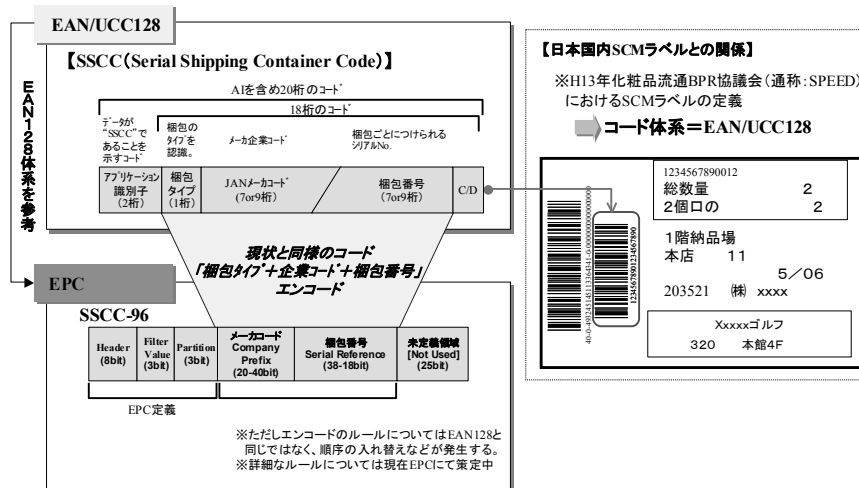 EAN/UCC128
【SSCC(Serial Shipping Container Code)】
AIを含め20桁のコード
18桁のコード
データが
"SSCC"で
あることを
示すコード
梱包の
タイプを
認識。
メーカ企業コード
梱包ごとにつけられる
シリアルNo.
アプリケーション
識別子
(2桁)
梱包
タイプ
(1桁)
JANメーカコード
(7or9桁)
梱包番号
(7or9桁)
C/D
EAN128体系を参考
現状と同様のコード
「梱包タイプ+企業コード+梱包番号」
エンコード
EPC
SSCC-96
Header
(8bit)
Filter
Value
(3bit)
Partition
(3bit)
メーカコード
Company
Prefix
(20-40bit)
梱包番号
Serial Reference
(38-18bit)
未定義領域
[Not Used]
(25bit)
EPC定義
※ただしエンコードのルールについてはEAN128と
同じではなく、順序の入れ替えなどが発生する。
※詳細なルールについては現在EPCにて策定中
【日本国内SCMラベルとの関係】
※H13年化粧品流通BPR協議会(通称:SPEED)
におけるSCMラベルの定義
コード体系=EAN/UCC128
1234567890012
総数量 2
2個口の 2
1階納品場
本店 11
5/06
203521 ㈱ xxxx
Xxxxxゴルフ
320 本館4F
12345678901234567890